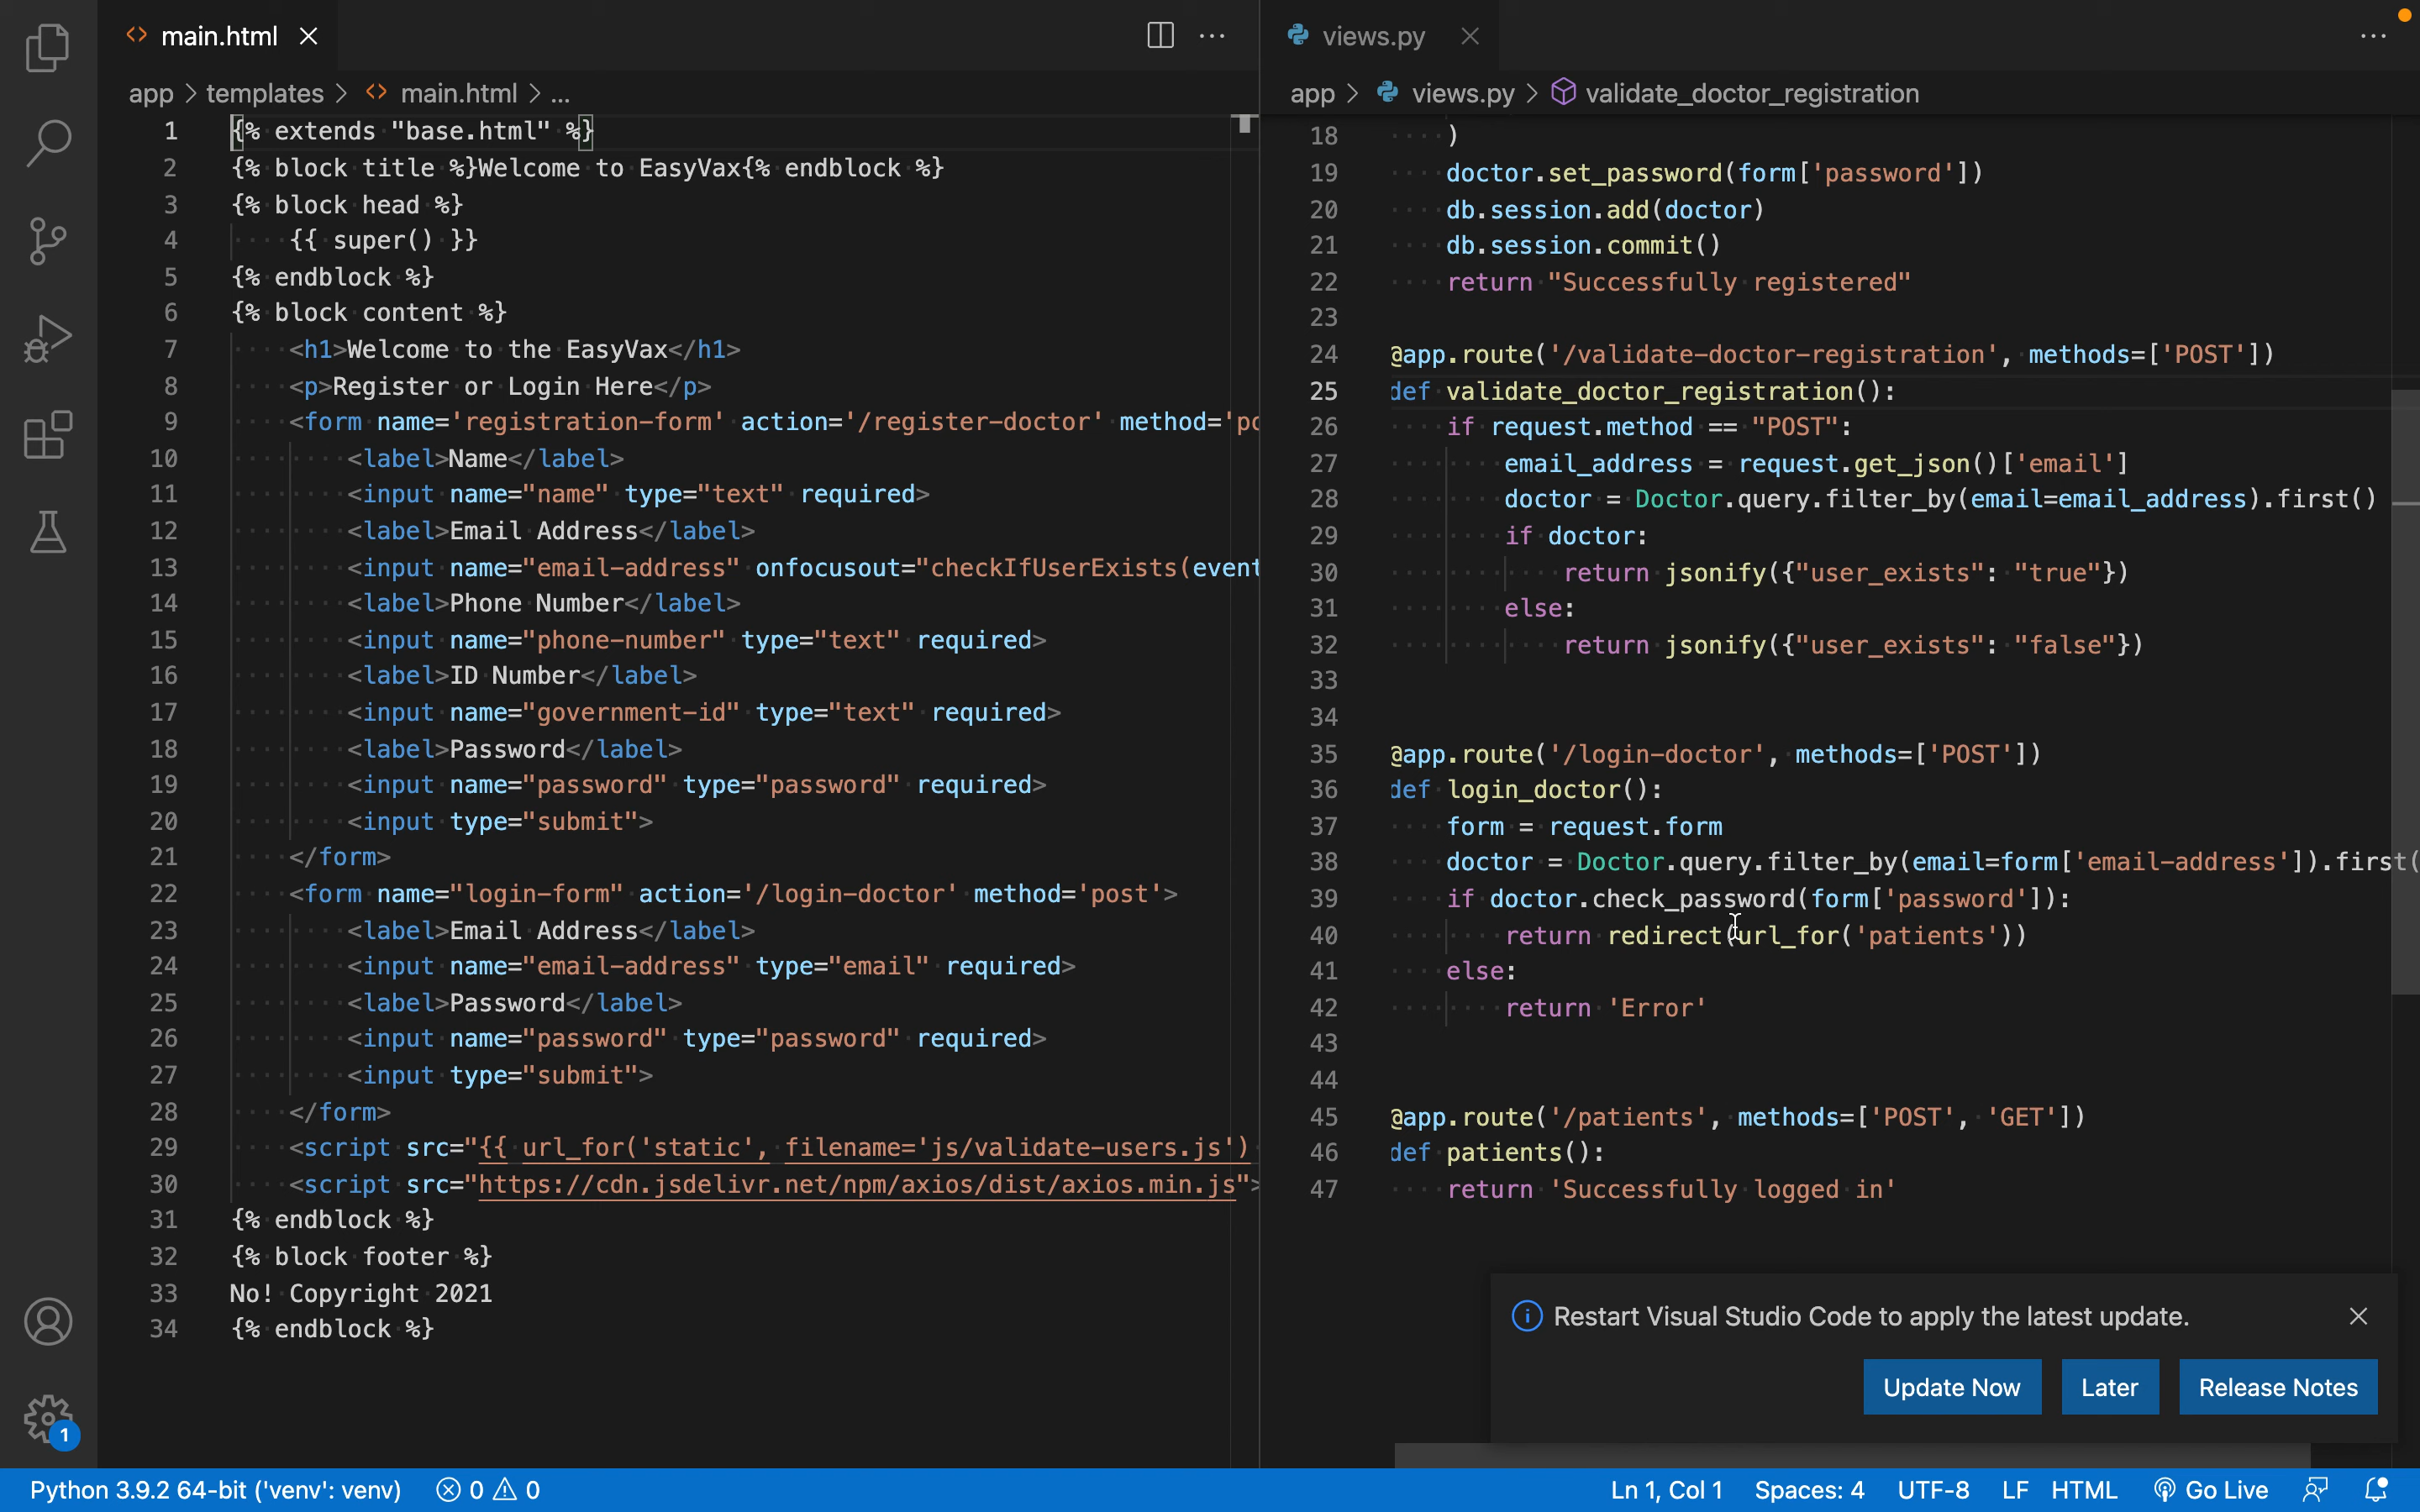 main.html
app > templates > main.html > ...
1 {% extends "base.html" %}
2 {% block title %}Welcome to EasyVax{% endblock %}
3 {% block head %}
4 {{ super() }}
5 {% endblock %}
6 {% block content %}
7 <h1>Welcome to the EasyVax</h1>
8 <p>Register or Login Here</p>
9 <form name='registration-form' action='/register-doctor' method='po
10 <label>Name</label>
11 <input name="name" type="text" required>
12 <label>Email Address</label>
13 <input name="email-address" onfocusout="checkIfUserExists(event
14 <label>Phone Number</label>
15 <input name="phone-number" type="text" required>
16 <label>ID Number</label>
17 <input name="government-id" type="text" required>
18 <label>Password</label>
19 <input name="password" type="password" required>
20 <input type="submit">
21 </form>
22 <form name="login-form" action='/login-doctor' method='post'>
23 <label>Email Address</label>
24 <input name="email-address" type="email" required>
25 <label>Password</label>
26 <input name="password" type="password" required>
27 <input type="submit">
28 </form>
29 <script src="{{ url_for('static', filename='js/validate-users.js')
30 <script src="https://cdn.jsdelivr.net/npm/axios/dist/axios.min.js">
31 {% endblock %}
32 {% block footer %}
33 No! Copyright 2021
34 {% endblock %}
views.py
app > views.py > validate_doctor_registration
18 )
19 doctor.set_password(form['password'])
20 db.session.add(doctor)
21 db.session.commit()
22 return "Successfully registered"
23
24 @app.route('/validate-doctor-registration', methods=['POST'])
25 def validate_doctor_registration():
26 if request.method == "POST":
27 email_address = request.get_json()['email']
28 doctor = Doctor.query.filter_by(email=email_address).first()
29 if doctor:
30 return jsonify({"user_exists": "true"})
31 else:
32 return jsonify({"user_exists": "false"})
33
34
35 @app.route('/login-doctor', methods=['POST'])
36 def login_doctor():
37 form = request.form
38 doctor = Doctor.query.filter_by(email=form['email-address']).first(
39 if doctor.check_password(form['password']):
40 return redirect(url_for('patients'))
41 else:
42 return 'Error'
43
44
45 @app.route('/patients', methods=['POST', 'GET'])
46 def patients():
47 return 'Successfully logged in'
Restart Visual Studio Code to apply the latest update.
Update Now Later Release Notes
1
Python 3.9.2 64-bit ('venv': venv) 0 0 Ln 1, Col 1 Spaces: 4 UTF-8 LF HTML Go Live